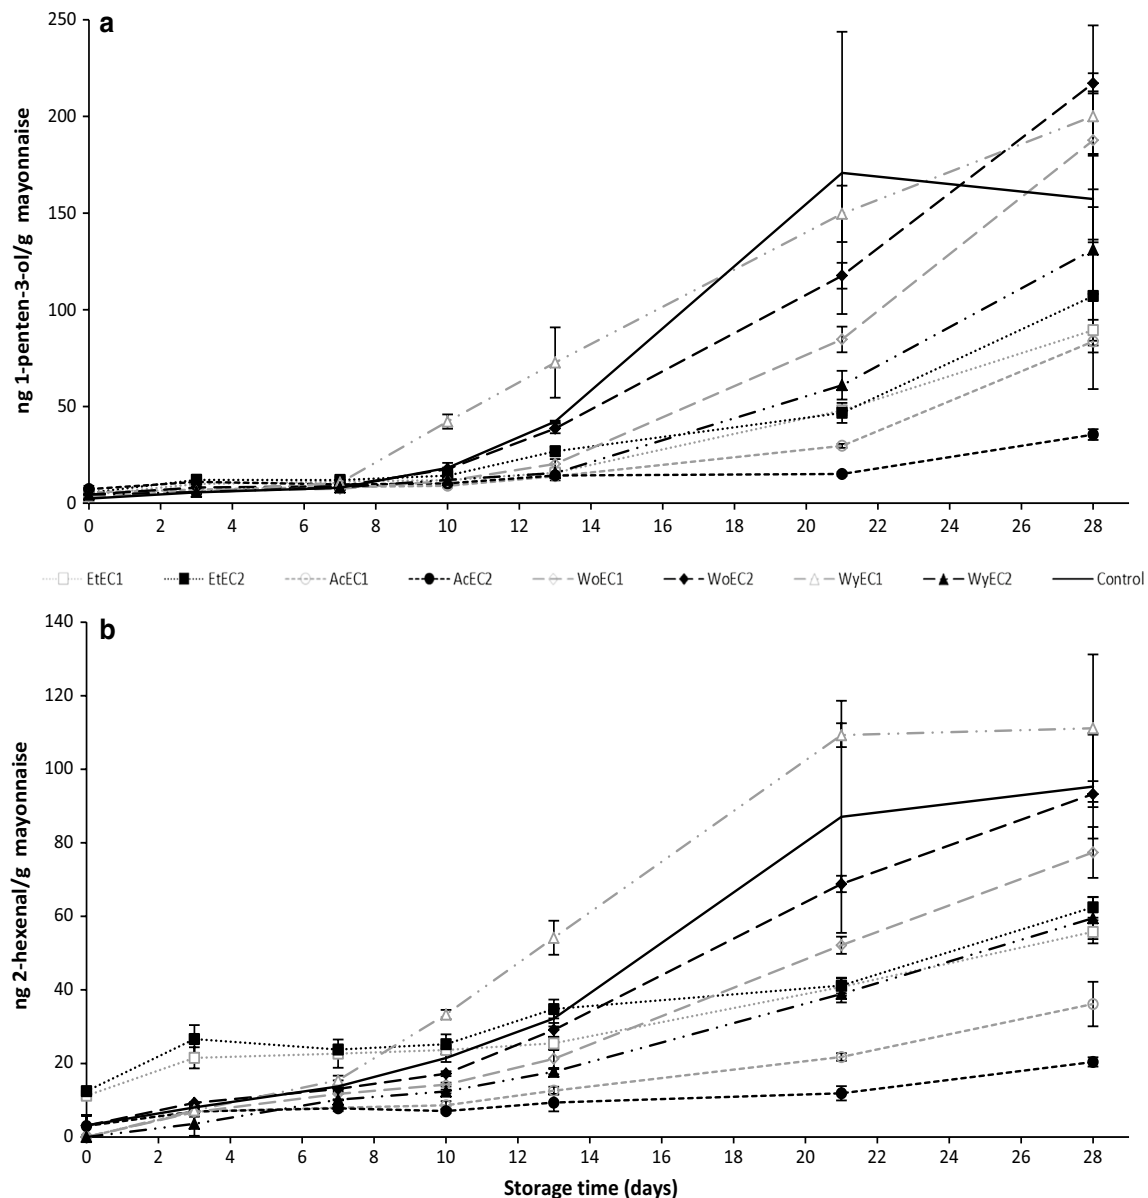 a
ng 1-penten-3-ol/g mayonnaise
250
200
150
100
50
0
0 2 4 6 8 10 12 14 16 18 20 22 24 26 28
EtEC1 EtEC2 AcEC1 AcEC2 WoEC1 WoEC2 WyEC1 WyEC2 Control
b
ng 2-hexenal/g mayonnaise
140
120
100
80
60
40
20
0
0 2 4 6 8 10 12 14 16 18 20 22 24 26 28
Storage time (days)